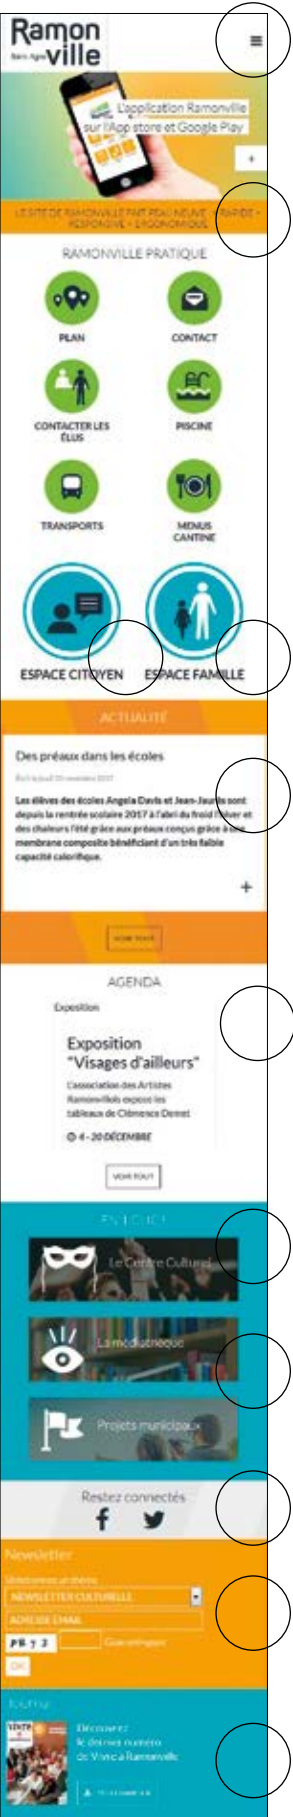 Ramon
ville
L'application Ramonville
sur l'App store et Google Play
+
LE SITE DE RAMONVILLE FAIT PEAU NEUVE : + RAPIDE +
RESPONSIVE + ERGONOMIQUE
RAMONVILLE PRATIQUE
PLAN
CONTACT
CONTACTER LES
ÉLUS
PISCINE
TRANSPORTS
MENUS
CANTINE
ESPACE CITOYEN
ESPACE FAMILLE
ACTUALITÉ
Des préaux dans les écoles
Les élèves des écoles Angela Davis et Jean-Jaurès sont
depuis la rentrée scolaire 2017 à l'abri du froid l'hiver et
des chaleurs l'été grâce aux préaux conçus grâce à une
membrane composite bénéficiant d'un très faible
capacité calorifique.
+
VOIR TOUT
AGENDA
Exposition
Exposition
"Visages d'ailleurs"
L'association des Artistes
Ramonvillois expose les
tableaux de Clémence Demet
4 - 20 DÉCEMBRE
VOIR TOUT
EN 1 CLIC !
Le Centre Culturel
La médiathèque
Projets municipaux
Restez connectés
Newsletter
NEWSLETTER CULTURELLE
ADRESSE EMAIL
OK
Découvrez
le dernier numéro
de Vivre à Ramonville